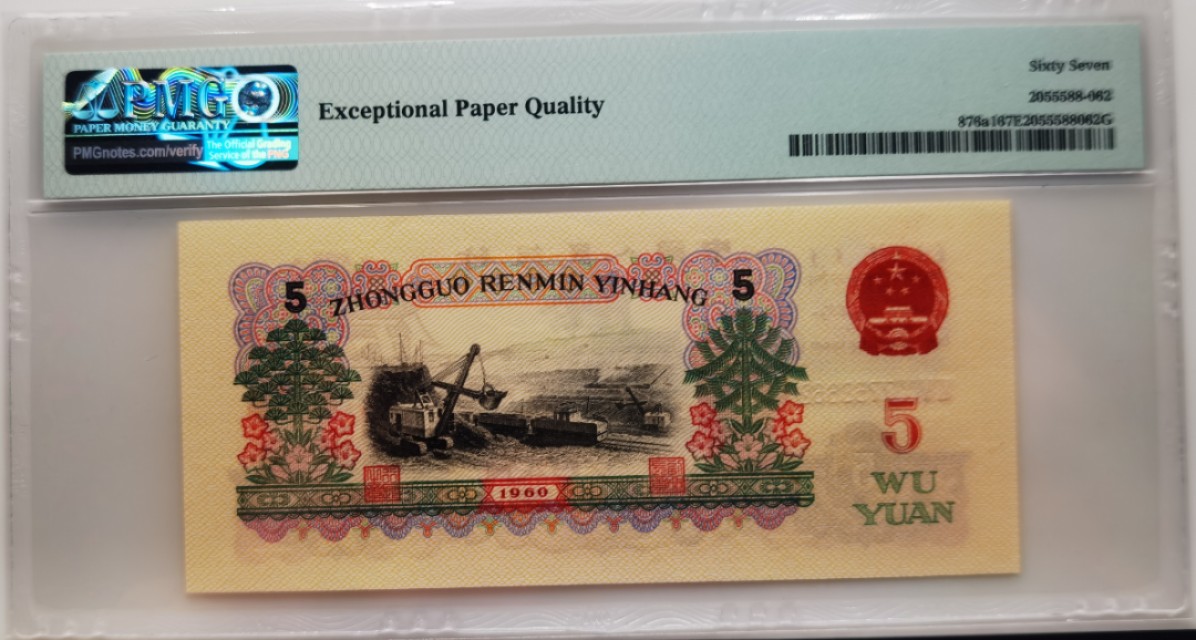 PMG
PAPER MONEY GUARANTY
PMGnotes.com/verify
The Official Grading
Service of the PNG
Exceptional Paper Quality
Sixty Seven
2055588-062
876a167E2055588062G
5 ZHONGGUO RENMIN YINHANG 5
5
1960
WU
YUAN